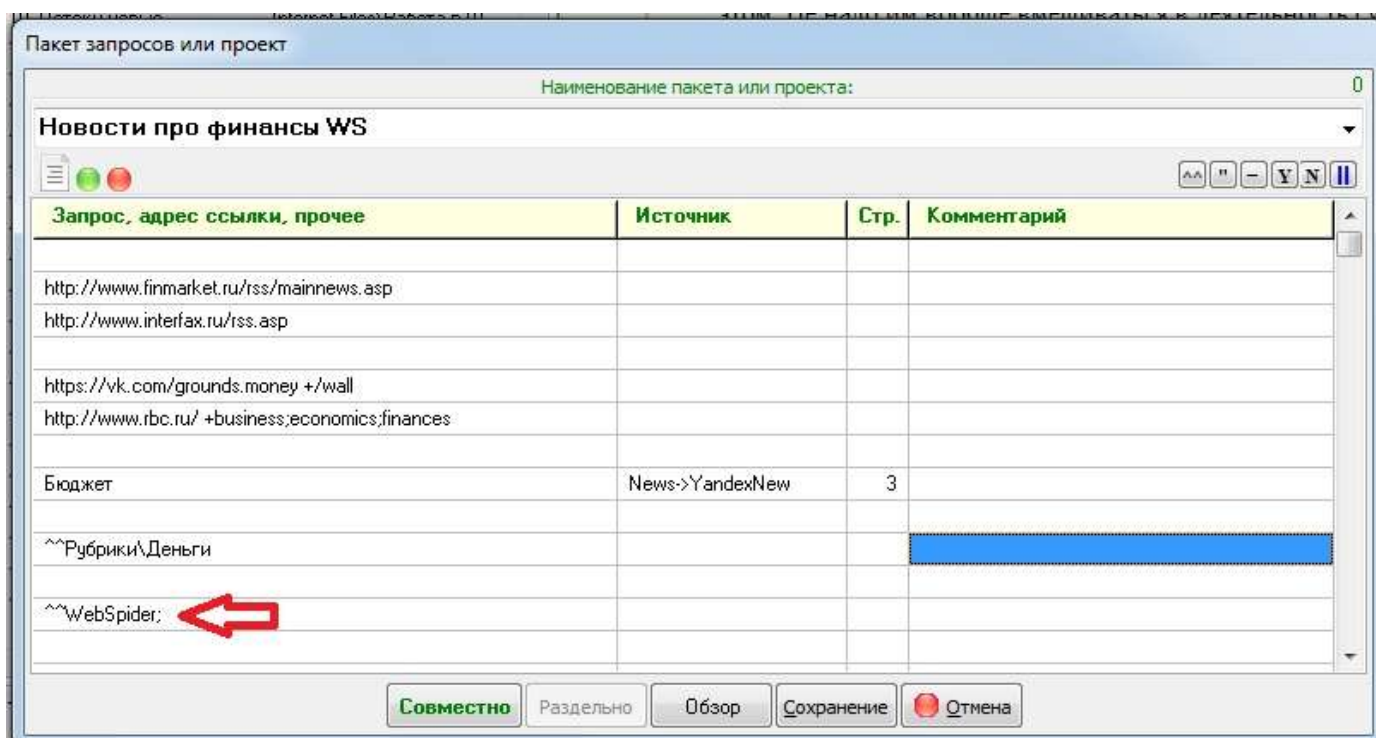 Пакет запросов или проект
Наименование пакета или проекта: 0
Новости про финансы WS
^^ " - Y N
Запрос, адрес ссылки, прочее Источник Стр. Комментарий
http://www.finmarket.ru/rss/mainnews.asp
http://www.interfax.ru/rss.asp
https://vk.com/grounds.money +/wall
http://www.rbc.ru/ +business;economics;finances
Бюджет News->YandexNew 3
^^Рубрики\Деньги
^^WebSpider;
Совместно Раздельно Обзор Сохранение Отмена